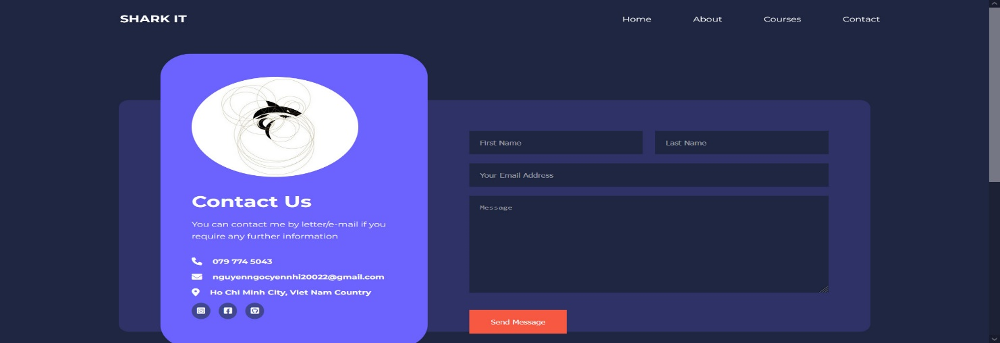 SHARK IT
Home About Courses Contact
Contact Us
You can contact me by letter/e-mail if you
require any further information
079 774 5043
nguyenngocyennhi20022@gmail.com
Ho Chi Minh City, Viet Nam Country
First Name Last Name
Your Email Address
Message
Send Message